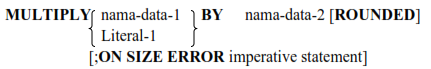 MULTIPLY{ nama-data-1 } BY nama-data-2 [ROUNDED]
Literal-1
[;ON SIZE ERROR imperative statement]